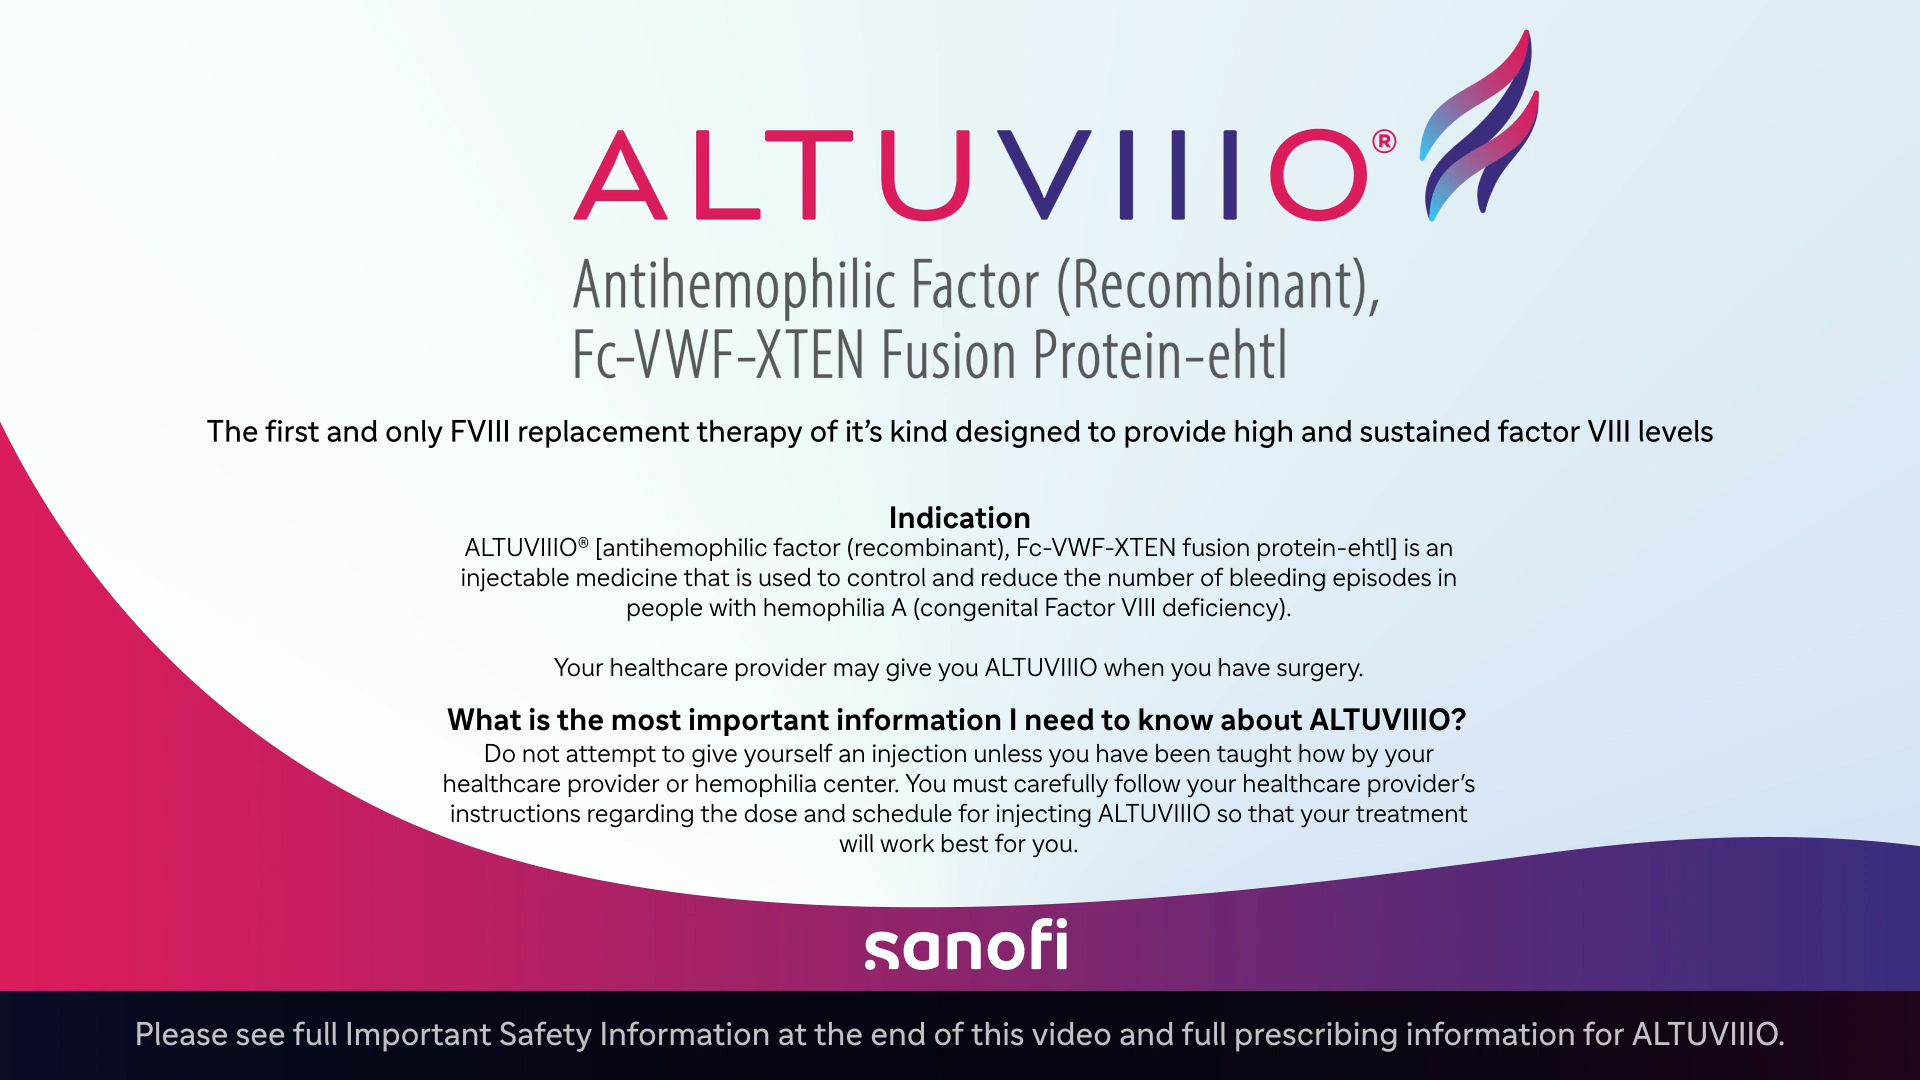 ALTUVIIIO®
Antihemophilic Factor (Recombinant),
Fc-VWF-XTEN Fusion Protein-ehtl
The first and only FVIII replacement therapy of it’s kind designed to provide high and sustained factor VIII levels
Indication
ALTUVIIIO® [antihemophilic factor (recombinant), Fc-VWF-XTEN fusion protein-ehtl] is an
injectable medicine that is used to control and reduce the number of bleeding episodes in
people with hemophilia A (congenital Factor VIII deficiency).
Your healthcare provider may give you ALTUVIIIO when you have surgery.
What is the most important information I need to know about ALTUVIIIO?
Do not attempt to give yourself an injection unless you have been taught how by your
healthcare provider or hemophilia center. You must carefully follow your healthcare provider’s
instructions regarding the dose and schedule for injecting ALTUVIIIO so that your treatment
will work best for you.
sanofi
Please see full Important Safety Information at the end of this video and full prescribing information for ALTUVIIIO.